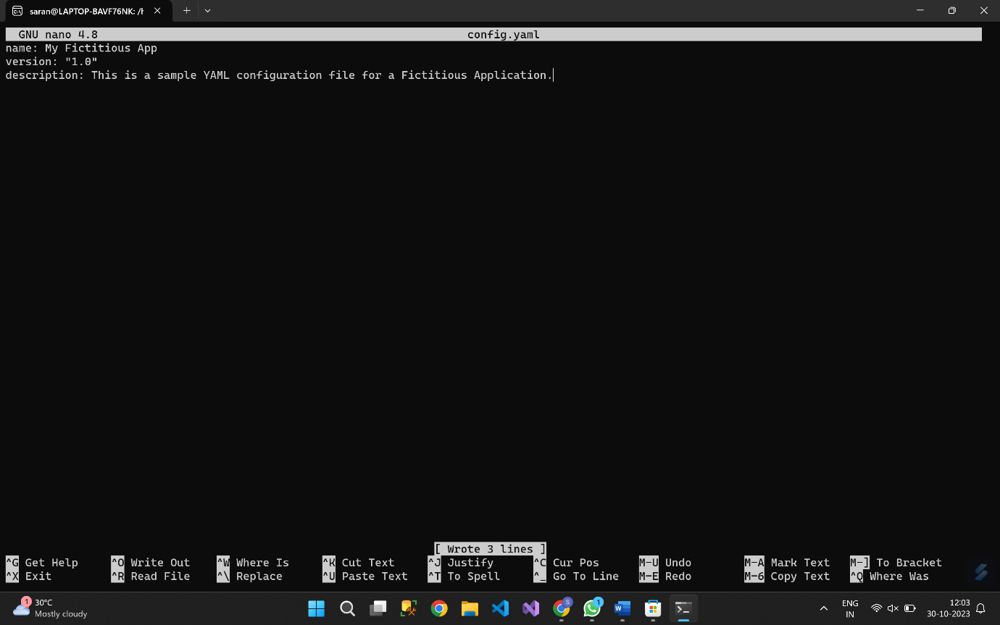 saran@LAPTOP-BAVF76NK: /h
GNU nano 4.8 config.yaml
name: My Fictitious App
version: "1.0"
description: This is a sample YAML configuration file for a Fictitious Application.
[ Wrote 3 lines ]
^G Get Help ^O Write Out ^W Where Is ^K Cut Text ^J Justify ^C Cur Pos M-U Undo M-A Mark Text M-] To Bracket
^X Exit ^R Read File ^\ Replace ^U Paste Text ^T To Spell ^_ Go To Line M-E Redo M-6 Copy Text ^Q Where Was
1 30°C
Mostly cloudy
S
1
W
ENG
IN
12:03
30-10-2023